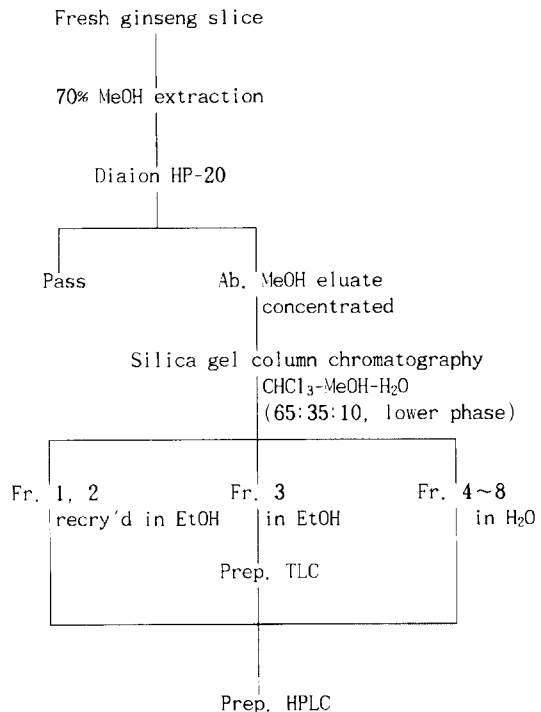 Fresh ginseng slice
70% MeOH extraction
Diaion HP-20
Pass
Ab. MeOH eluate
concentrated
Silica gel column chromatography
CHCl₃-MeOH-H₂O
(65:35:10, lower phase)
Fr. 1, 2
recry'd in EtOH
Fr. 3
in EtOH
Fr. 4~8
in H₂O
Prep. TLC
Prep. HPLC